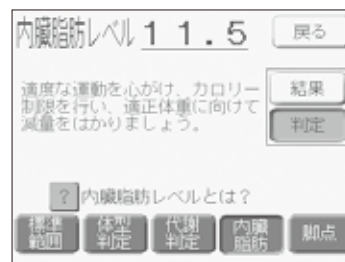 内臓脂肪レベル 11.5
戻る
適度な運動を心がけ、カロリー
制限を行い、適正体重に向けて
減量をはかりましょう。
結果
判定
? 内臓脂肪レベルとは?
標準範囲
体型判定
代謝判定
内臓脂肪
脚点